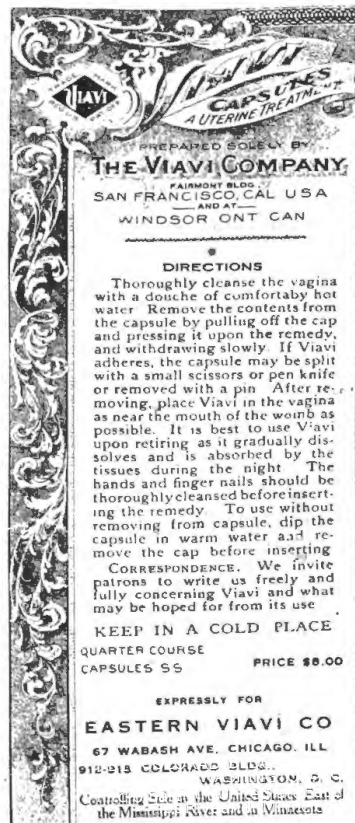 VIAVI
VIAVI
CAPSULES
A UTERINE TREATMENT
PREPARED SOLELY BY
THE VIAVI COMPANY
FAIRMONT BLDG.,
SAN FRANCISCO, CAL USA
AND AT
WINDSOR ONT CAN
DIRECTIONS
Thoroughly cleanse the vagina
with a douche of comfortaby hot
water Remove the contents from
the capsule by pulling off the cap
and pressing it upon the remedy,
and withdrawing slowly. If Viavi
adheres, the capsule may be split
with a small scissors or pen knife
or removed with a pin After re-
moving, place Viavi in the vagina
as near the mouth of the womb as
possible. It is best to use Viavi
upon retiring as it gradually dis-
solves and is absorbed by the
tissues during the night The
hands and finger nails should be
thoroughly cleansed before insert-
ing the remedy. To use without
removing from capsule, dip the
capsule in warm water and re-
move the cap before inserting
CORRESPONDENCE. We invite
patrons to write us freely and
fully concerning Viavi and what
may be hoped for from its use
KEEP IN A COLD PLACE
QUARTER COURSE
CAPSULES SS PRICE $8.00
EXPRESSLY FOR
EASTERN VIAVI CO
67 WABASH AVE, CHICAGO. ILL
912-915 COLORADO BLDG.,
WASHINGTON, D. C.
Controlling Sale in the United States East of
the Mississippi River and in Minnesota